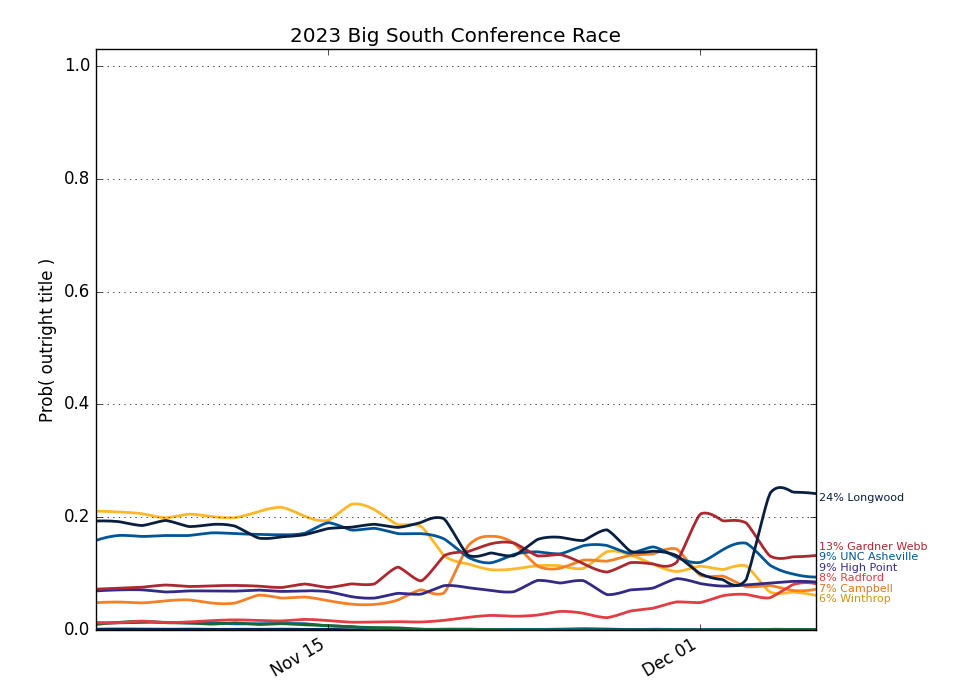 2023 Big South Conference Race
Prob( outright title )
1.0
0.8
0.6
0.4
0.2
0.0
Nov 15
Dec 01
24% Longwood
13% Gardner Webb
9% UNC Asheville
9% High Point
8% Radford
7% Campbell
6% Winthrop